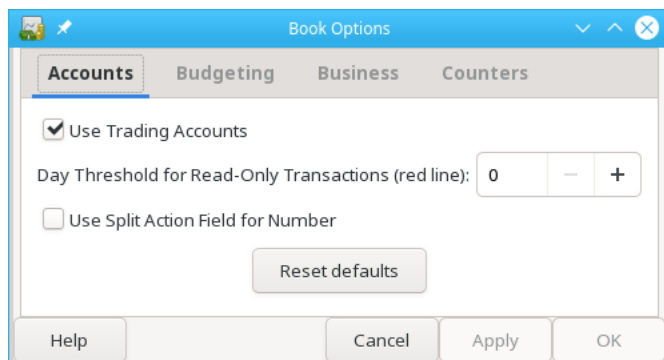 Book Options
Accounts Budgeting Business Counters
Use Trading Accounts
Day Threshold for Read-Only Transactions (red line): 0 − +
Use Split Action Field for Number
Reset defaults
Help Cancel Apply OK